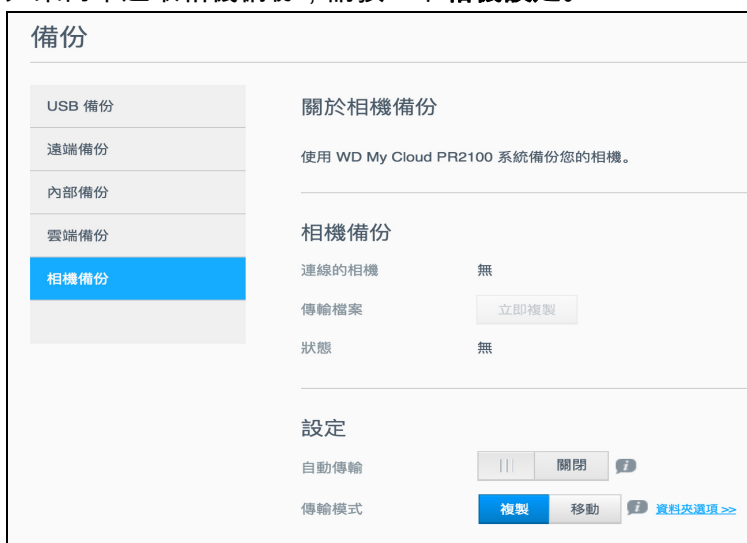 備份
USB 備份
遠端備份
內部備份
雲端備份
相機備份
關於相機備份
使用 WD My Cloud PR2100 系統備份您的相機。
相機備份
連線的相機 無
傳輸檔案 立即複製
狀態 無
設定
自動傳輸 關閉
傳輸模式 複製 移動 資料夾選項 >>